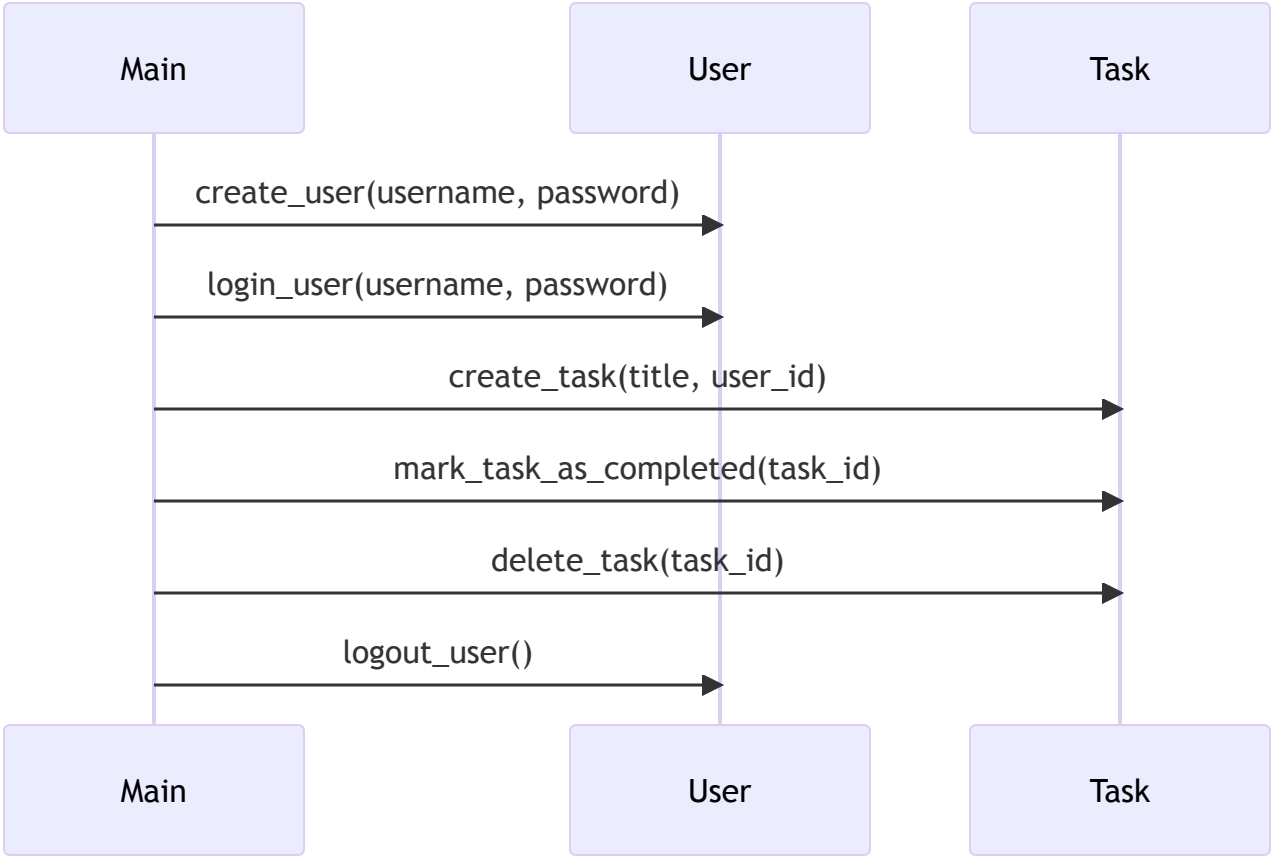 Main User Task
create_user(username, password)
login_user(username, password)
create_task(title, user_id)
mark_task_as_completed(task_id)
delete_task(task_id)
logout_user()
Main User Task